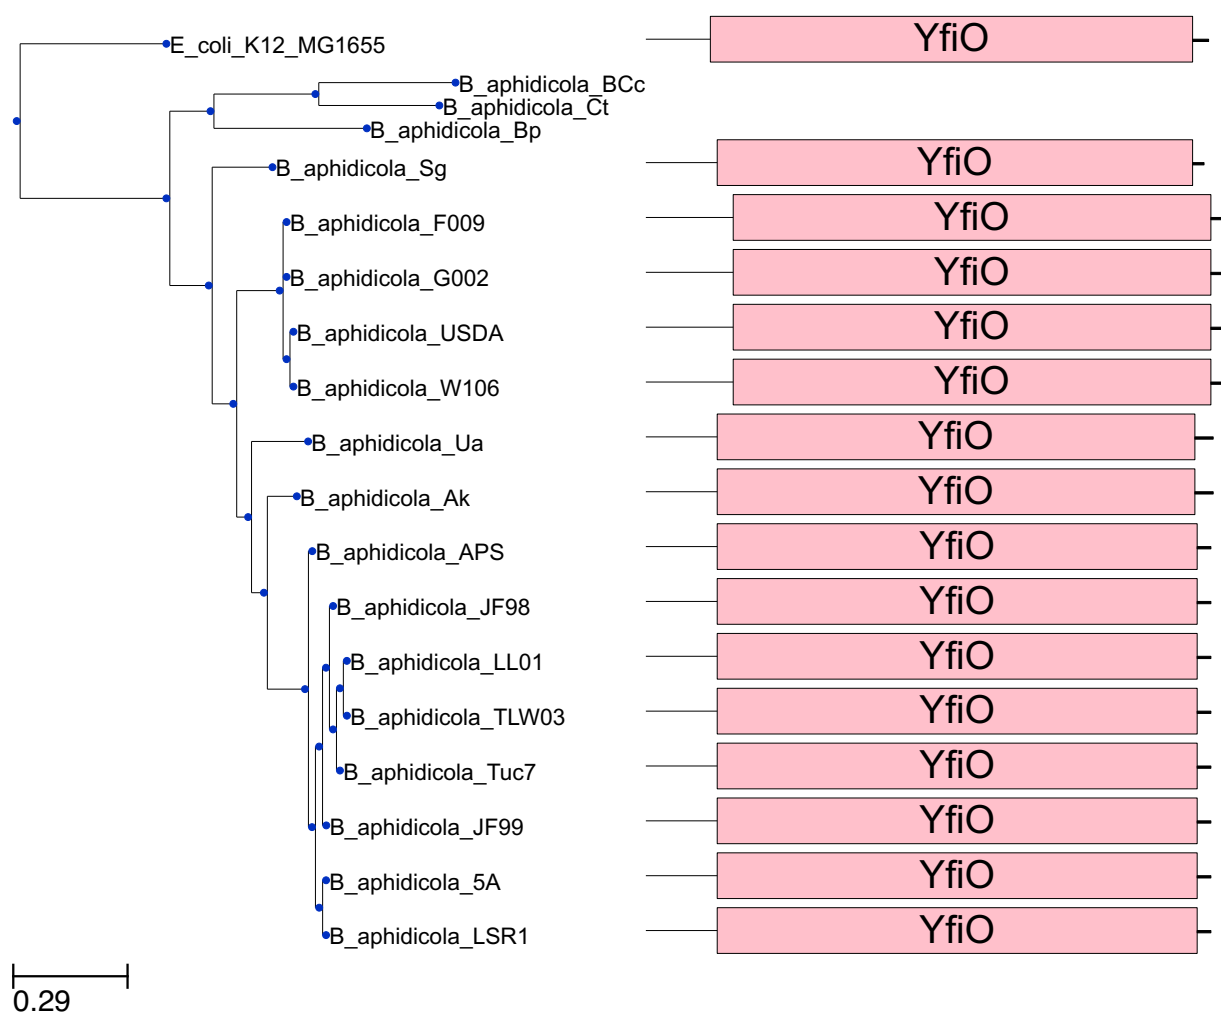 E_coli_K12_MG1655 YfiO
B_aphidicola_BCc
B_aphidicola_Ct
B_aphidicola_Bp
B_aphidicola_Sg YfiO
B_aphidicola_F009 YfiO
B_aphidicola_G002 YfiO
B_aphidicola_USDA YfiO
B_aphidicola_W106 YfiO
B_aphidicola_Ua YfiO
B_aphidicola_Ak YfiO
B_aphidicola_APS YfiO
B_aphidicola_JF98 YfiO
B_aphidicola_LL01 YfiO
B_aphidicola_TLW03 YfiO
B_aphidicola_Tuc7 YfiO
B_aphidicola_JF99 YfiO
B_aphidicola_5A YfiO
B_aphidicola_LSR1 YfiO
0.29